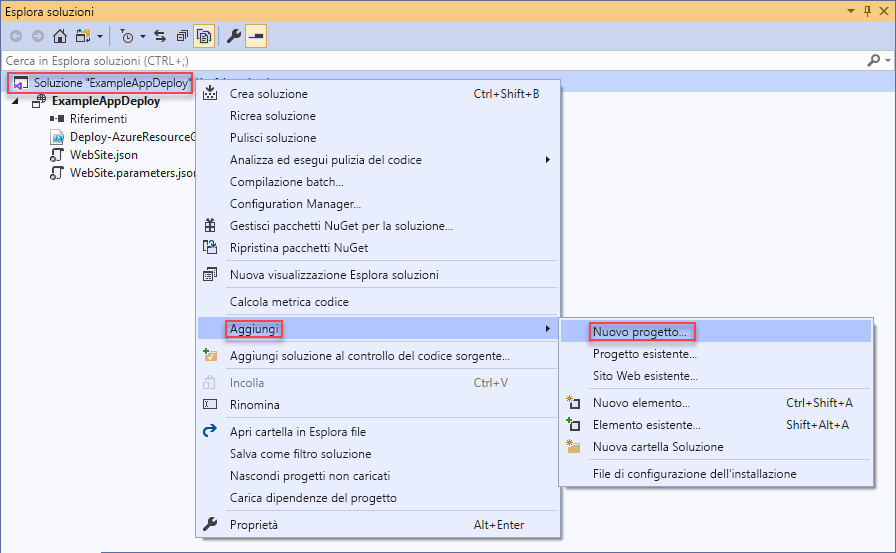 Esplora soluzioni
Cerca in Esplora soluzioni (CTRL+;)
Soluzione "ExampleAppDeploy"
ExampleAppDeploy
Riferimenti
Deploy-AzureResourceG
WebSite.json
WebSite.parameters.json
Crea soluzione Ctrl+Shift+B
Ricrea soluzione
Pulisci soluzione
Analizza ed esegui pulizia del codice
Compilazione batch...
Configuration Manager...
Gestisci pacchetti NuGet per la soluzione...
Ripristina pacchetti NuGet
Nuova visualizzazione Esplora soluzioni
Calcola metrica codice
Aggiungi
Aggiungi soluzione al controllo del codice sorgente...
Incolla Ctrl+V
Rinomina
Apri cartella in Esplora file
Salva come filtro soluzione
Nascondi progetti non caricati
Carica dipendenze del progetto
Proprietà Alt+Enter
Nuovo progetto...
Progetto esistente...
Sito Web esistente...
Nuovo elemento... Ctrl+Shift+A
Elemento esistente... Shift+Alt+A
Nuova cartella Soluzione
File di configurazione dell'installazione